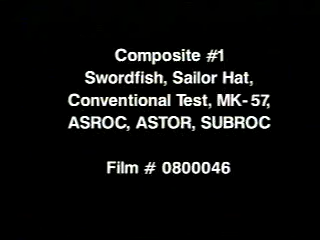 Composite #1
Swordfish, Sailor Hat,
Conventional Test, MK-57,
ASROC, ASTOR, SUBROC
Film # 0800046